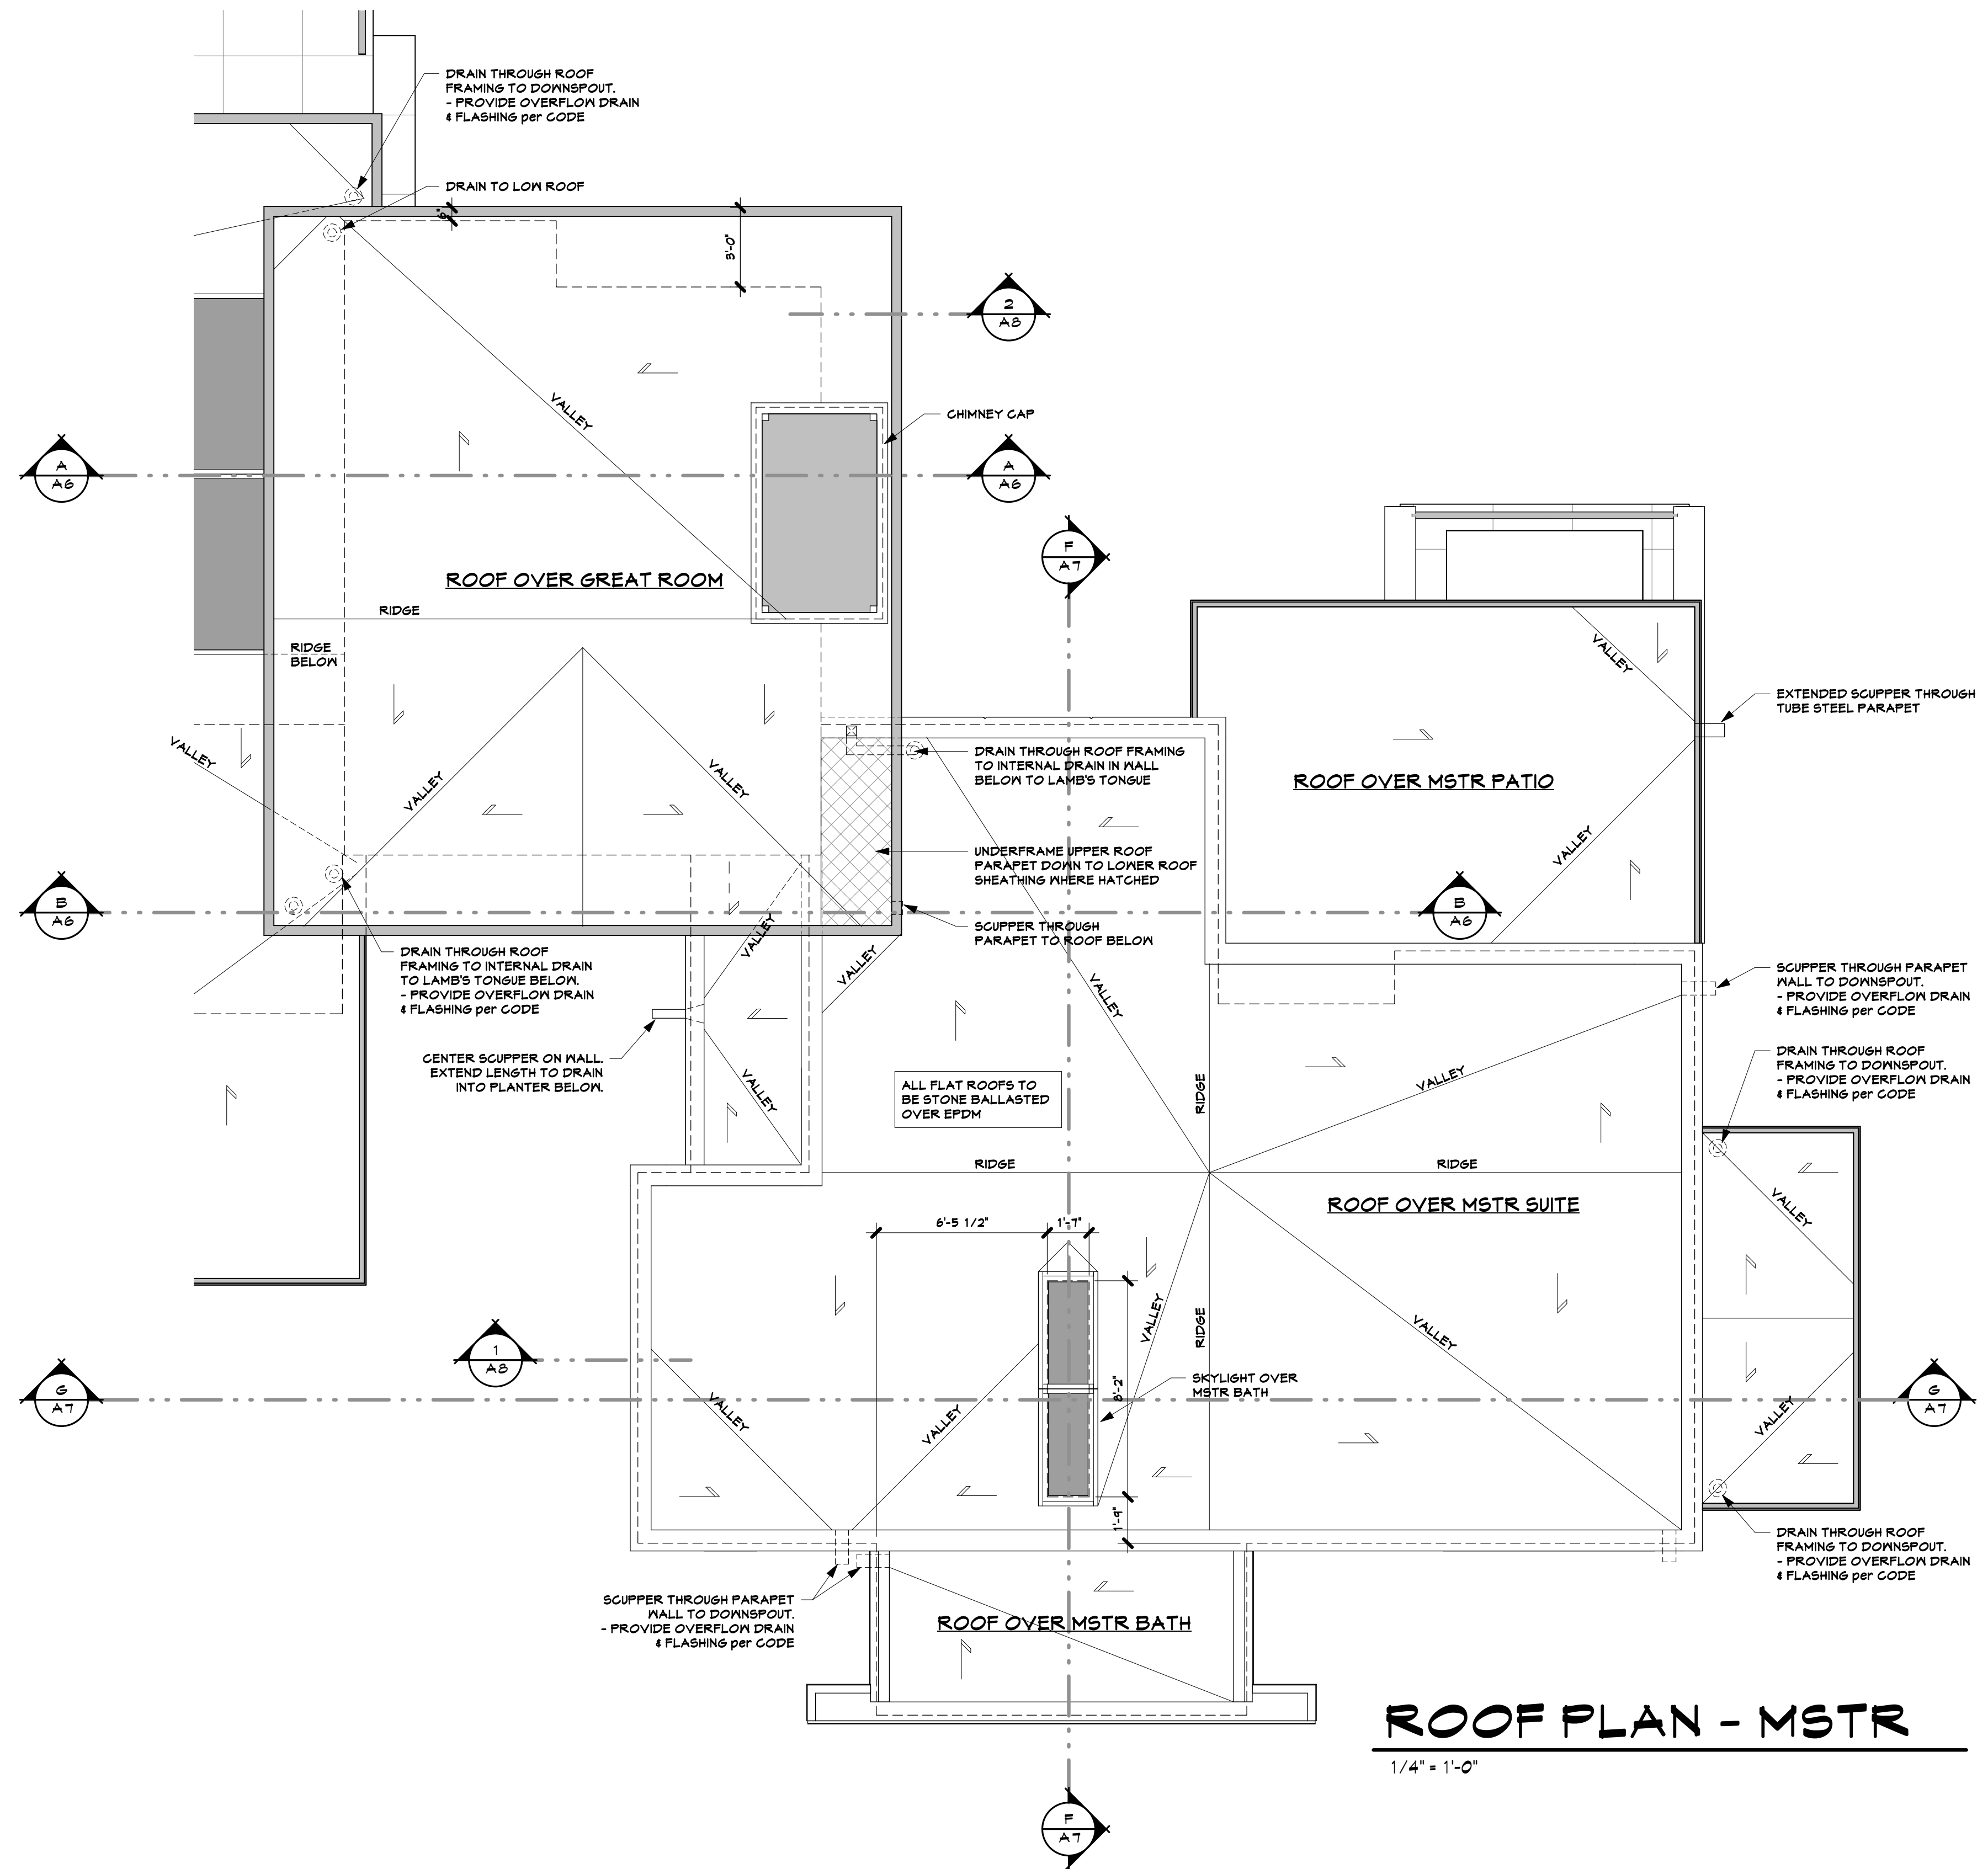 DRAIN THROUGH ROOF
FRAMING TO DOWNSPOUT.
- PROVIDE OVERFLOW DRAIN
& FLASHING per CODE
DRAIN TO LOW ROOF
6"
3'-0"
2
A8
VALLEY
CHIMNEY CAP
A
A6
A
A6
F
A7
ROOF OVER GREAT ROOM
RIDGE
RIDGE
BELOW
VALLEY
EXTENDED SCUPPER THROUGH
TUBE STEEL PARAPET
VALLEY
VALLEY
VALLEY
DRAIN THROUGH ROOF FRAMING
TO INTERNAL DRAIN IN WALL
BELOW TO LAMB'S TONGUE
ROOF OVER MSTR PATIO
VALLEY
UNDERFRAME UPPER ROOF
PARAPET DOWN TO LOWER ROOF
SHEATHING WHERE HATCHED
B
A6
B
A6
SCUPPER THROUGH
PARAPET TO ROOF BELOW
VALLEY
VALLEY
VALLEY
DRAIN THROUGH ROOF
FRAMING TO INTERNAL DRAIN
TO LAMB'S TONGUE BELOW.
- PROVIDE OVERFLOW DRAIN
& FLASHING per CODE
SCUPPER THROUGH PARAPET
WALL TO DOWNSPOUT.
- PROVIDE OVERFLOW DRAIN
& FLASHING per CODE
CENTER SCUPPER ON WALL.
EXTEND LENGTH TO DRAIN
INTO PLANTER BELOW.
VALLEY
ALL FLAT ROOFS TO
BE STONE BALLASTED
OVER EPDM
RIDGE
VALLEY
DRAIN THROUGH ROOF
FRAMING TO DOWNSPOUT.
- PROVIDE OVERFLOW DRAIN
& FLASHING per CODE
RIDGE
RIDGE
ROOF OVER MSTR SUITE
VALLEY
6'-5 1/2"
1'-7"
VALLEY
RIDGE
VALLEY
1
A8
8'-2"
SKYLIGHT OVER
MSTR BATH
G
A7
G
A7
VALLEY
VALLEY
VALLEY
1'-9"
DRAIN THROUGH ROOF
FRAMING TO DOWNSPOUT.
- PROVIDE OVERFLOW DRAIN
& FLASHING per CODE
SCUPPER THROUGH PARAPET
WALL TO DOWNSPOUT.
- PROVIDE OVERFLOW DRAIN
& FLASHING per CODE
ROOF OVER MSTR BATH
ROOF PLAN - MSTR
1/4" = 1'-0"
F
A7